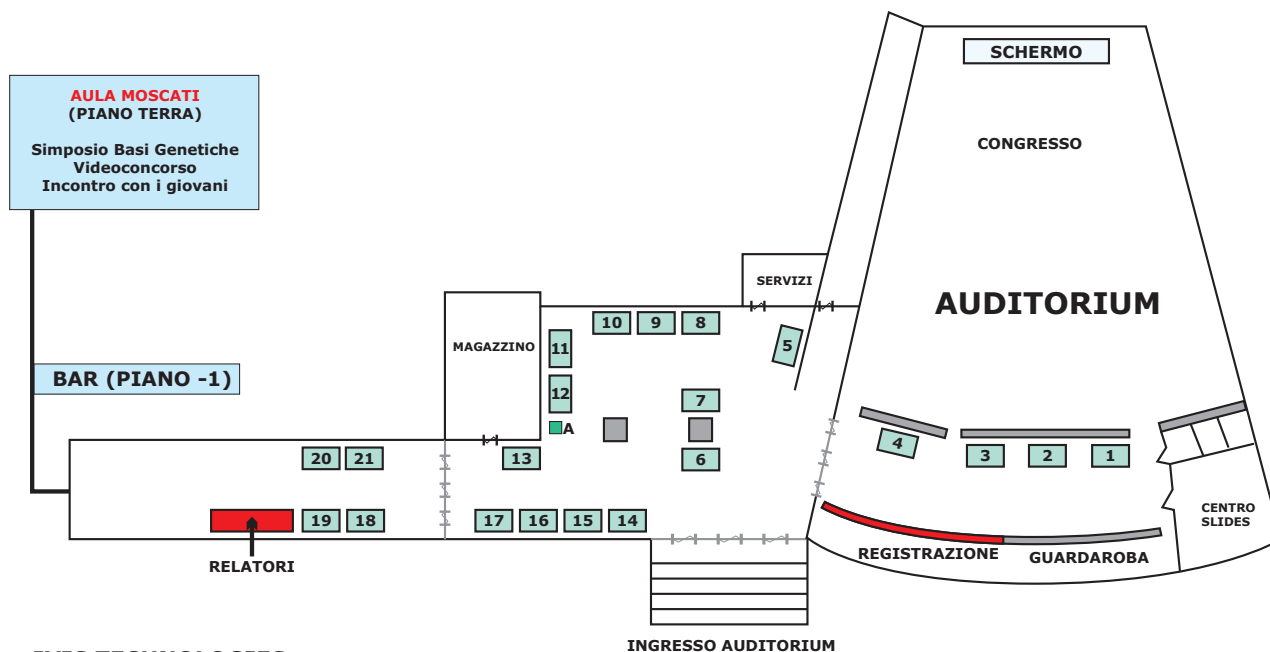 SCHERMO
AULA MOSCATI
(PIANO TERRA)
Simposio Basi Genetiche
Videoconcorso
Incontro con i giovani
CONGRESSO
SERVIZI
AUDITORIUM
10 9 8
5
MAGAZZINO
11
BAR (PIANO -1)
12
7
A
4
3 2 1
20 21
13
6
CENTRO
SLIDES
19 18
17 16 15 14
REGISTRAZIONE
GUARDAROBA
RELATORI
INGRESSO AUDITORIUM